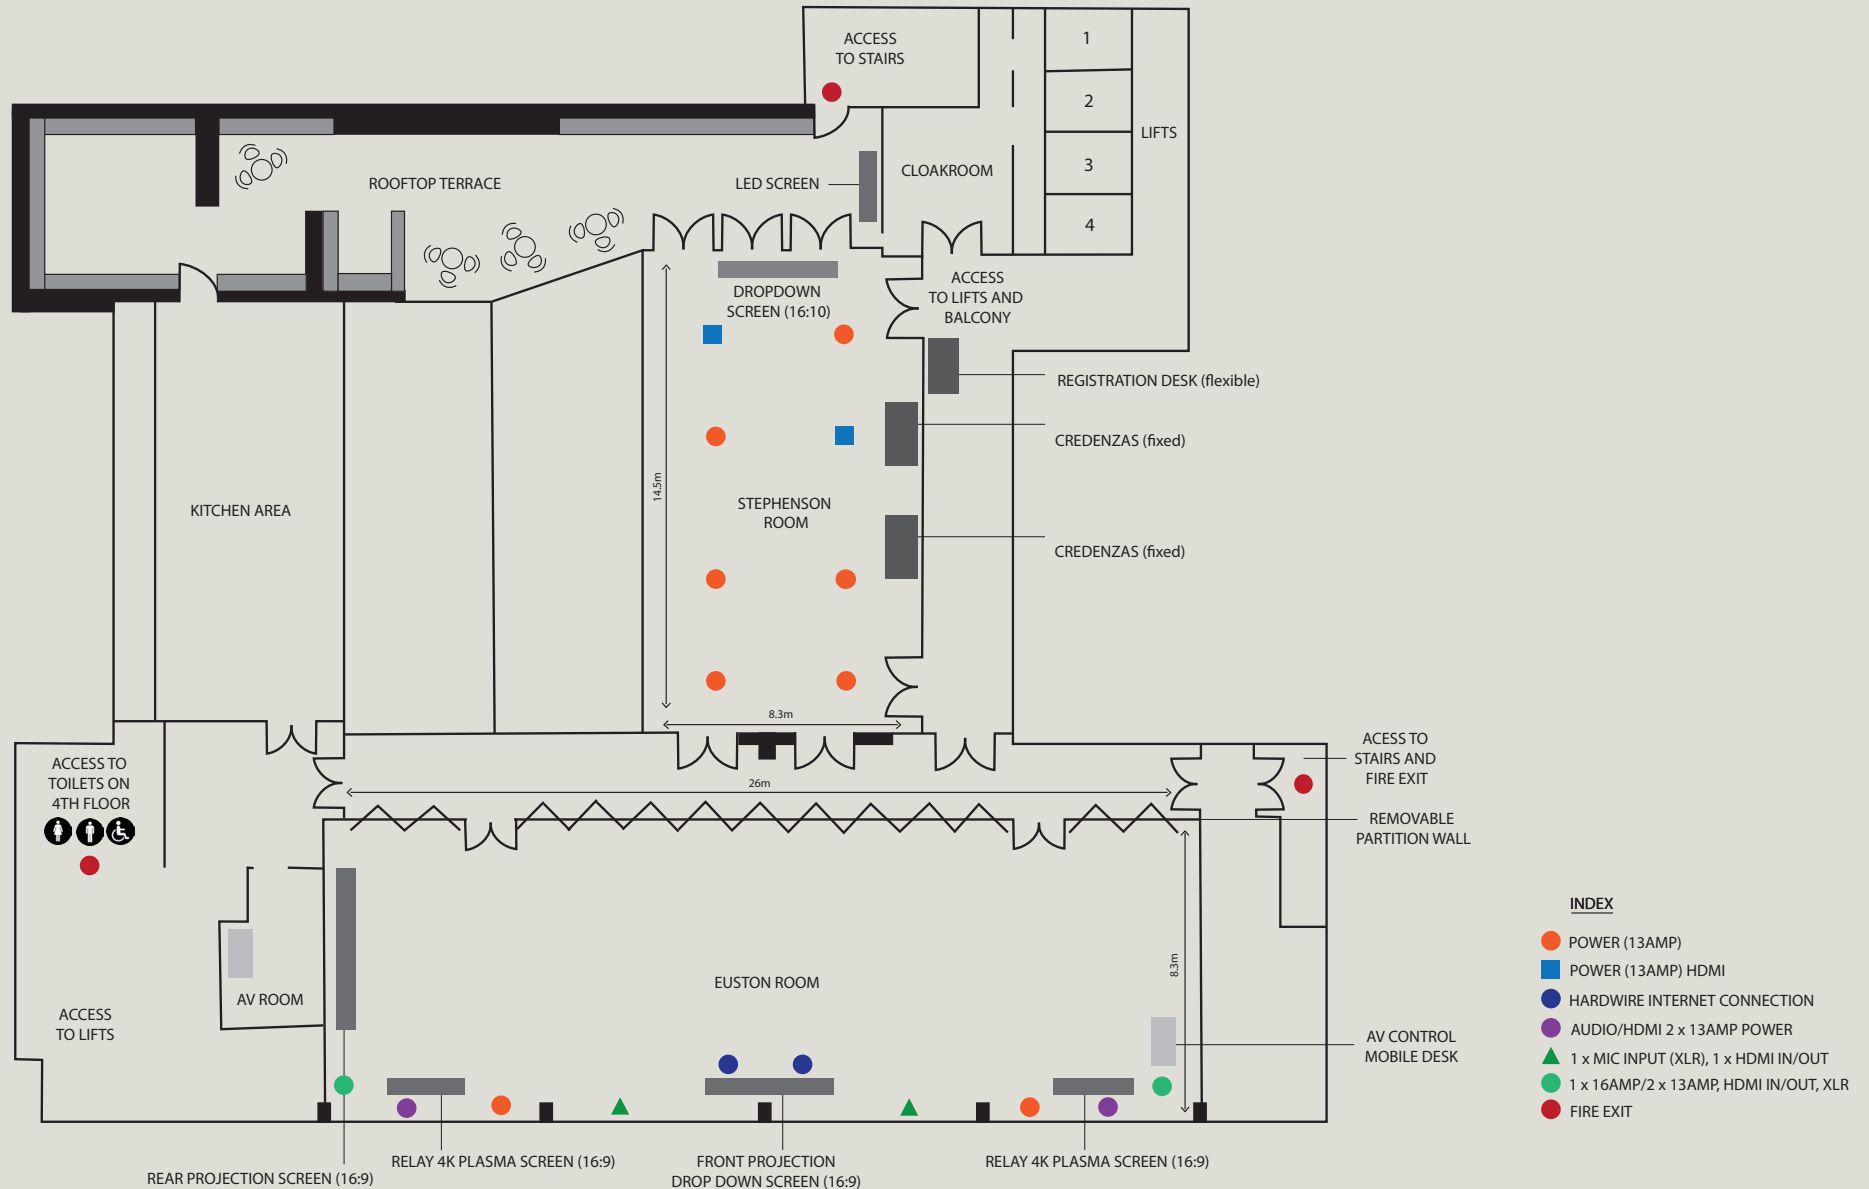 ACCESS
TO STAIRS
1
2
3
4
LIFTS
CLOAKROOM
LED SCREEN
ROOFTOP TERRACE
DROPDOWN
SCREEN (16:10)
ACCESS
TO LIFTS AND
BALCONY
REGISTRATION DESK (flexible)
CREDENZAS (fixed)
14.5m
STEPHENSON
ROOM
KITCHEN AREA
CREDENZAS (fixed)
8.3m
ACCESS TO
TOILETS ON
4TH FLOOR
26m
ACESS TO
STAIRS AND
FIRE EXIT
REMOVABLE
PARTITION WALL
8.3m
EUSTON ROOM
AV ROOM
ACCESS
TO LIFTS
AV CONTROL
MOBILE DESK
INDEX
POWER (13AMP)
POWER (13AMP) HDMI
HARDWIRE INTERNET CONNECTION
AUDIO/HDMI 2 x 13AMP POWER
1 x MIC INPUT (XLR), 1 x HDMI IN/OUT
1 x 16AMP/2 x 13AMP, HDMI IN/OUT, XLR
FIRE EXIT
REAR PROJECTION SCREEN (16:9)
RELAY 4K PLASMA SCREEN (16:9)
FRONT PROJECTION
DROP DOWN SCREEN (16:9)
RELAY 4K PLASMA SCREEN (16:9)